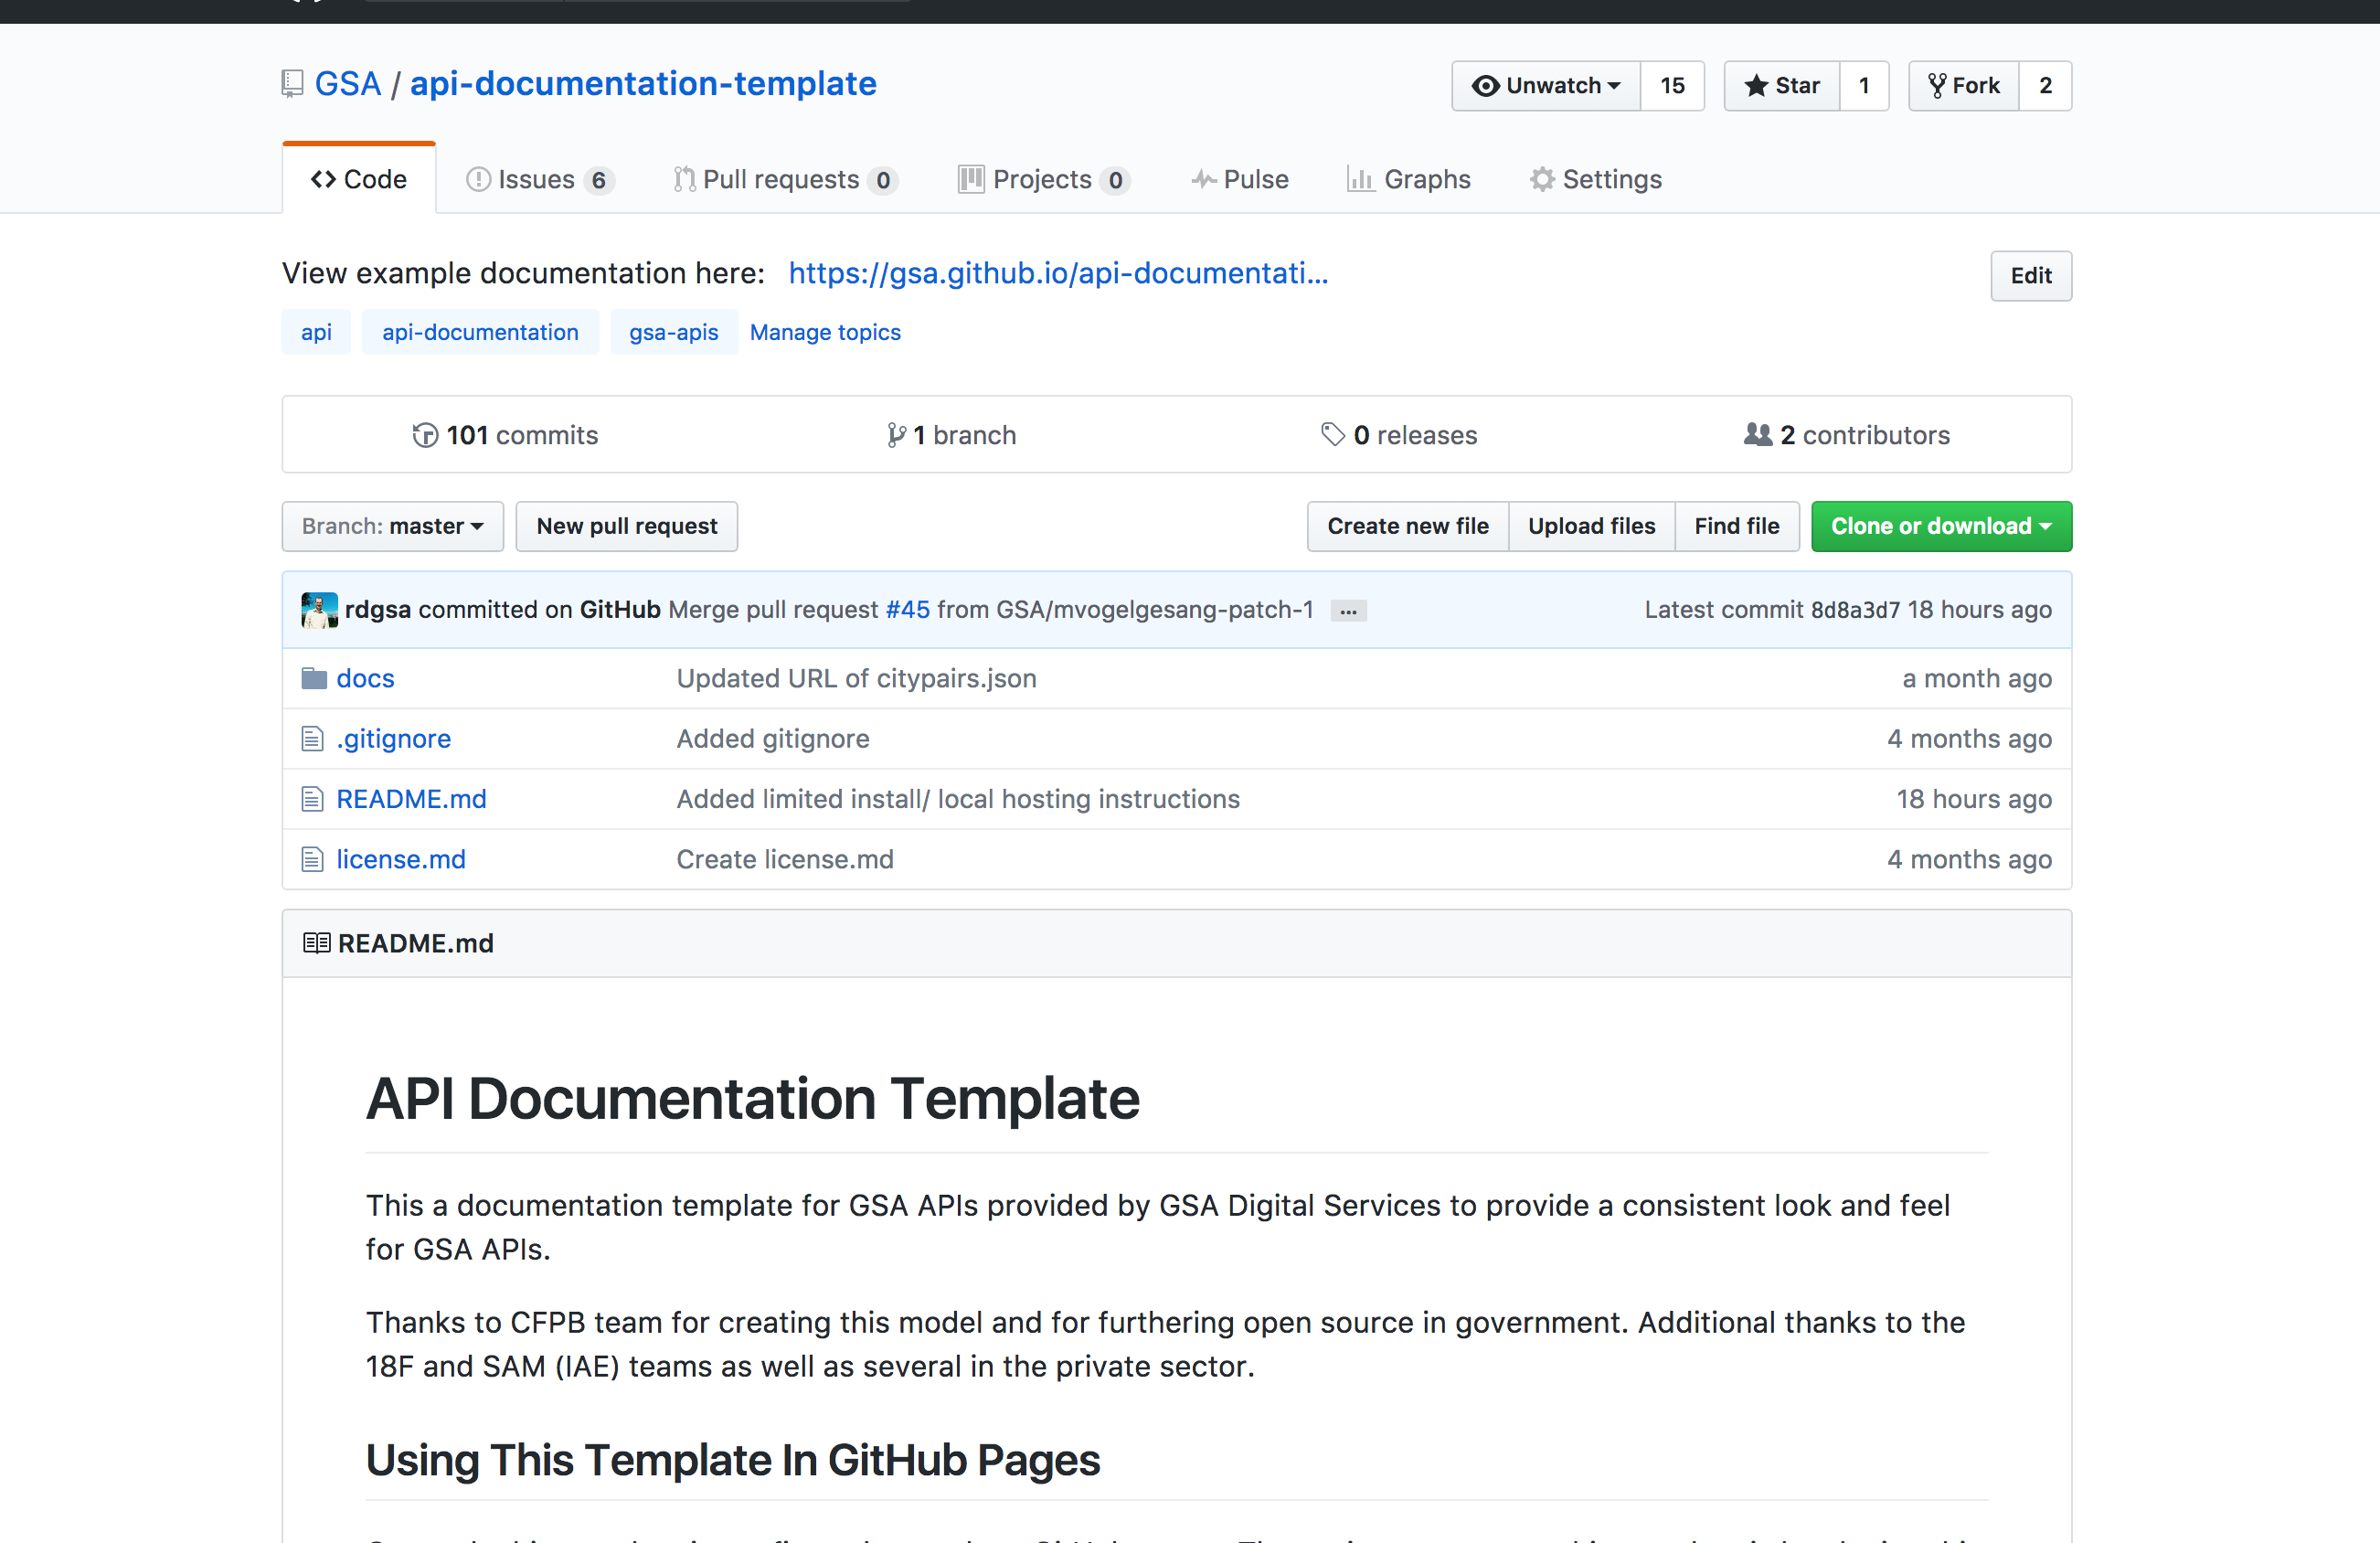 GSA / api-documentation-template
Unwatch 15 Star 1 Fork 2
Code Issues 6 Pull requests 0 Projects 0 Pulse Graphs Settings
View example documentation here: https://gsa.github.io/api-documentati...
Edit
api api-documentation gsa-apis Manage topics
101 commits 1 branch 0 releases 2 contributors
Branch: master New pull request Create new file Upload files Find file Clone or download
rdgsa committed on GitHub Merge pull request #45 from GSA/mvogelgesang-patch-1 ... Latest commit 8d8a3d7 18 hours ago
docs Updated URL of citypairs.json a month ago
.gitignore Added gitignore 4 months ago
README.md Added limited install/ local hosting instructions 18 hours ago
license.md Create license.md 4 months ago
README.md
API Documentation Template
This a documentation template for GSA APIs provided by GSA Digital Services to provide a consistent look and feel
for GSA APIs.
Thanks to CFPB team for creating this model and for furthering open source in government. Additional thanks to the
18F and SAM (IAE) teams as well as several in the private sector.
Using This Template In GitHub Pages